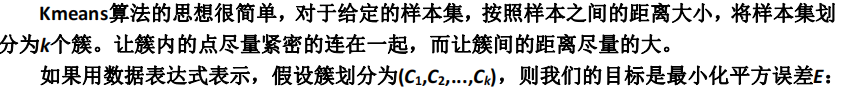 Kmeans算法的思想很简单，对于给定的样本集，按照样本之间的距离大小，将样本集划
分为k个簇。让簇内的点尽量紧密的连在一起，而让簇间的距离尽量的大。
如果用数据表达式表示，假设簇划分为(C₁,C₂,...,Cₖ)，则我们的目标是最小化平方误差E：